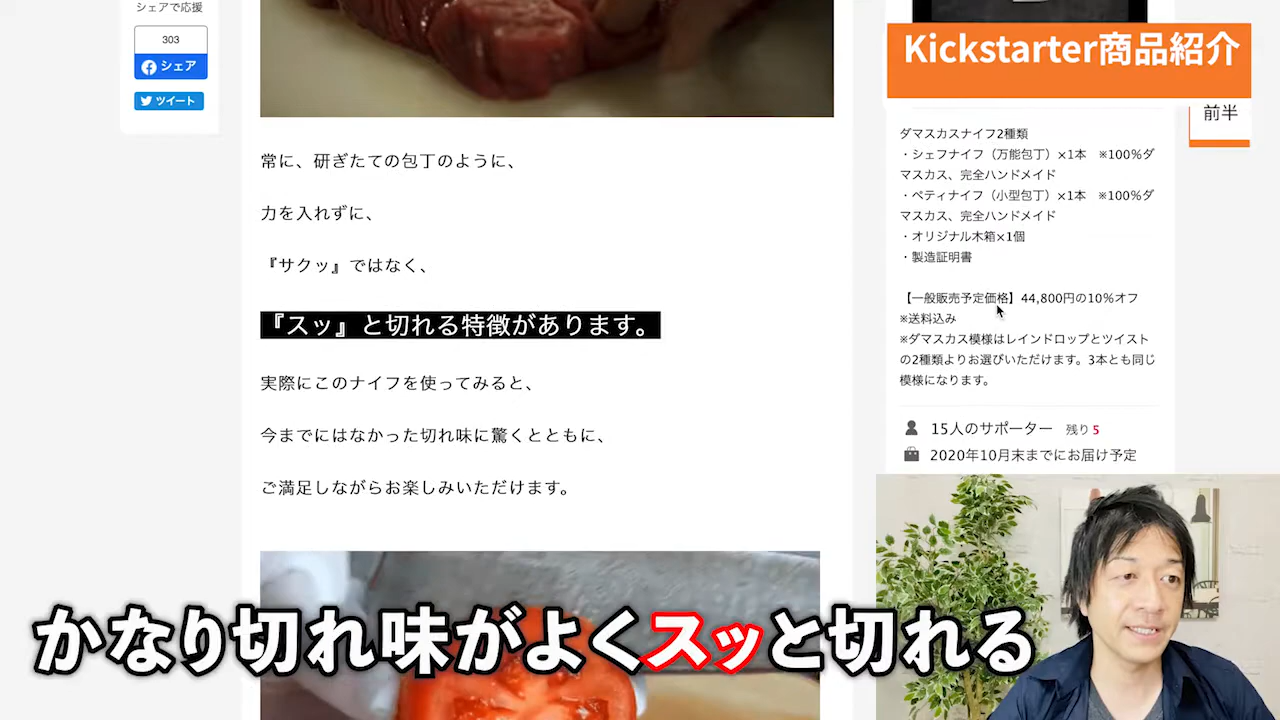 シェアで応援
303
シェア
ツイート
常に、研ぎたての包丁のように、
力を入れずに、
『サクッ』ではなく、
『スッ』と切れる特徴があります。
実際にこのナイフを使ってみると、
今までにはなかった切れ味に驚くとともに、
ご満足しながらお楽しみいただけます。
Kickstarter商品紹介
前半
ダマスカスナイフ2種類
・シェフナイフ（万能包丁）×1本　※100％ダ
マスカス、完全ハンドメイド
・ペティナイフ（小型包丁）×1本　※100％ダ
マスカス、完全ハンドメイド
・オリジナル木箱×1個
・製造証明書
【一般販売予定価格】44,800円の10％オフ
※送料込み
※ダマスカス模様はレインドロップとツイスト
の2種類よりお選びいただけます。3本とも同じ
模様になります。
15人のサポーター 残り5
2020年10月末までにお届け予定
かなり切れ味がよくスッと切れる